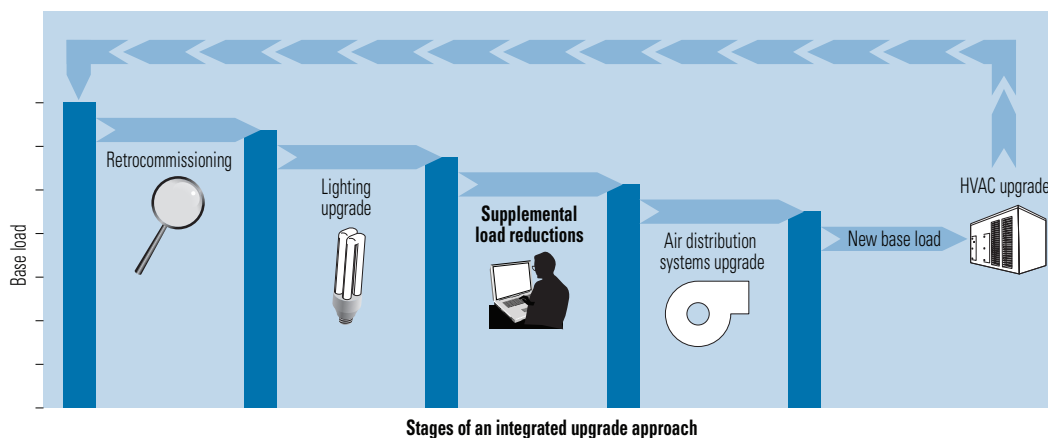 Base load
Retrocommissioning
Lighting
upgrade
Supplemental
load reductions
Air distribution
systems upgrade
New base load
HVAC upgrade
Stages of an integrated upgrade approach